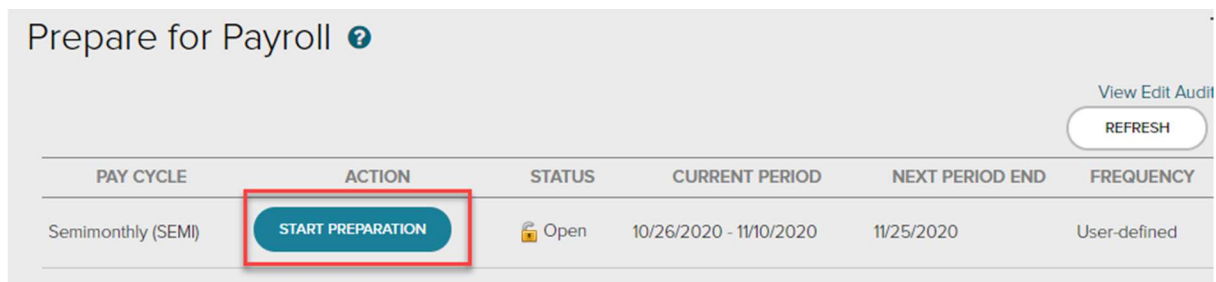 Prepare for Payroll ?
View Edit Audit
REFRESH
PAY CYCLE ACTION STATUS CURRENT PERIOD NEXT PERIOD END FREQUENCY
Semimonthly (SEMI) START PREPARATION Open 10/26/2020 - 11/10/2020 11/25/2020 User-defined